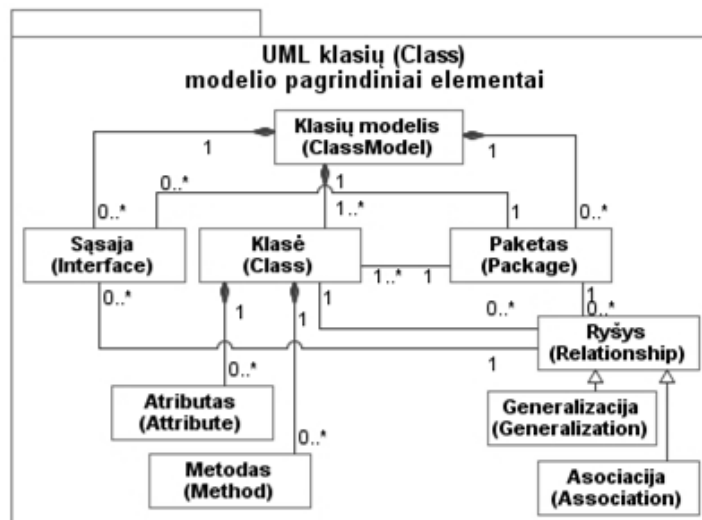 UML klasių (Class)
modelio pagrindiniai elementai
Klasių modelis
(ClassModel)
1
1
0..*
1
0..*
1..*
1
0..*
Sąsaja
(Interface)
Klasė
(Class)
Paketas
(Package)
1..*
1
0..*
1
1
1
1
0..*
0..*
Ryšys
(Relationship)
1
0..*
Atributas
(Attribute)
Generalizacija
(Generalization)
0..*
Metodas
(Method)
Asociacija
(Association)